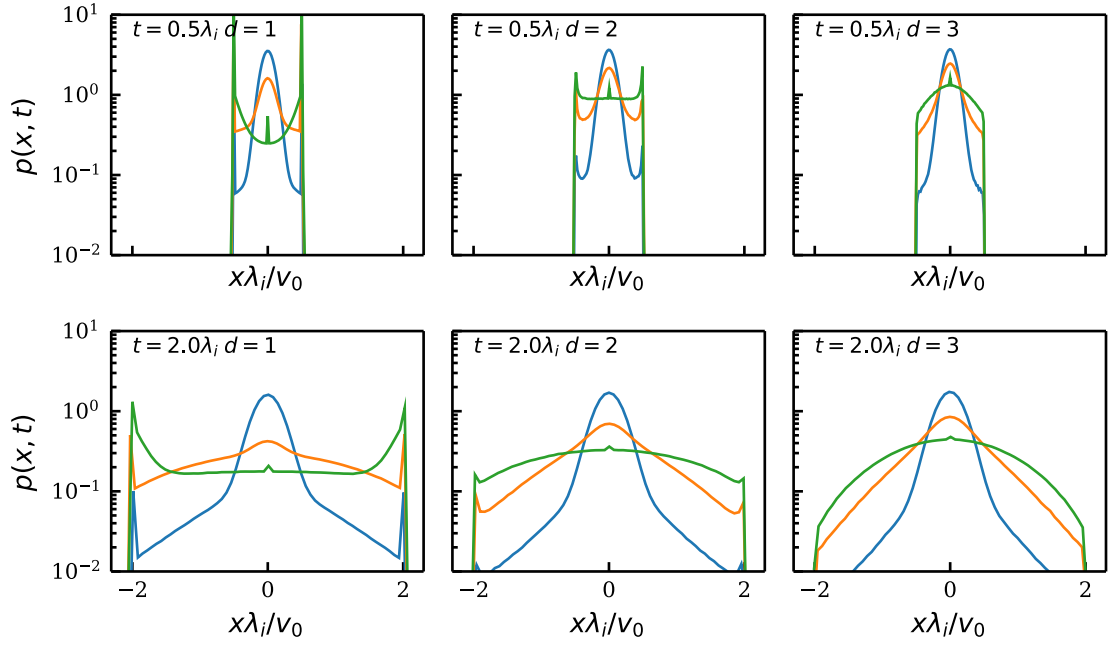 t = 0.5λ_i d = 1
t = 0.5λ_i d = 2
t = 0.5λ_i d = 3
p(x, t)
10^1
10^0
10^−1
10^−2
xλ_i/v_0
xλ_i/v_0
xλ_i/v_0
t = 2.0λ_i d = 1
t = 2.0λ_i d = 2
t = 2.0λ_i d = 3
p(x, t)
10^1
10^0
10^−1
10^−2
−2 0 2
−2 0 2
−2 0 2
xλ_i/v_0
xλ_i/v_0
xλ_i/v_0